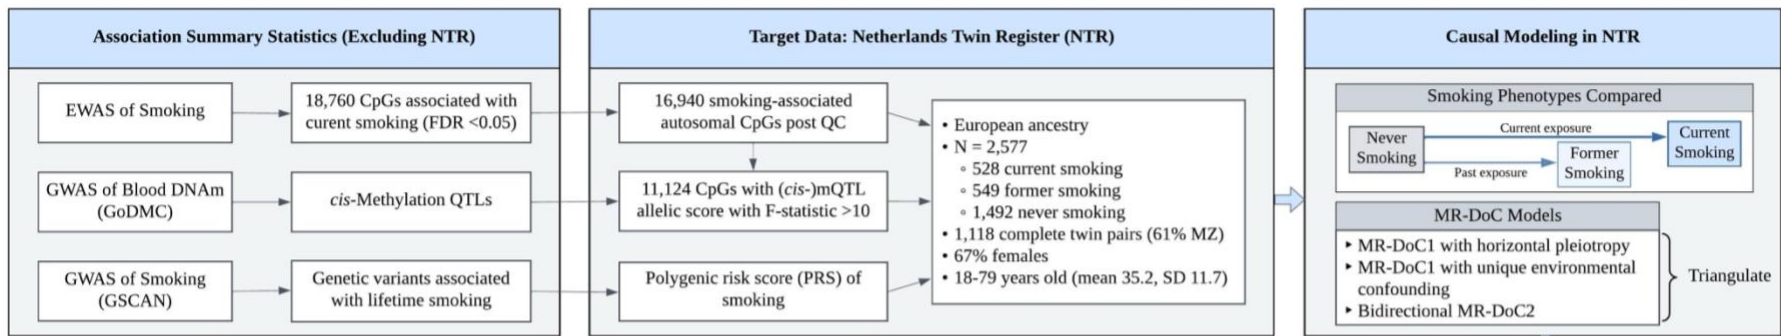 Association Summary Statistics (Excluding NTR)
EWAS of Smoking
18,760 CpGs associated with
curent smoking (FDR <0.05)
GWAS of Blood DNAm
(GoDMC)
cis-Methylation QTLs
GWAS of Smoking
(GSCAN)
Genetic variants associated
with lifetime smoking
Target Data: Netherlands Twin Register (NTR)
16,940 smoking-associated
autosomal CpGs post QC
11,124 CpGs with (cis-)mQTL
allelic score with F-statistic >10
Polygenic risk score (PRS) of
smoking
• European ancestry
• N = 2,577
◦ 528 current smoking
◦ 549 former smoking
◦ 1,492 never smoking
• 1,118 complete twin pairs (61% MZ)
• 67% females
• 18-79 years old (mean 35.2, SD 11.7)
Causal Modeling in NTR
Smoking Phenotypes Compared
Never
Smoking
Current exposure
Past exposure
Former
Smoking
Current
Smoking
MR-DoC Models
‣ MR-DoC1 with horizontal pleiotropy
‣ MR-DoC1 with unique environmental
confounding
‣ Bidirectional MR-DoC2
Triangulate